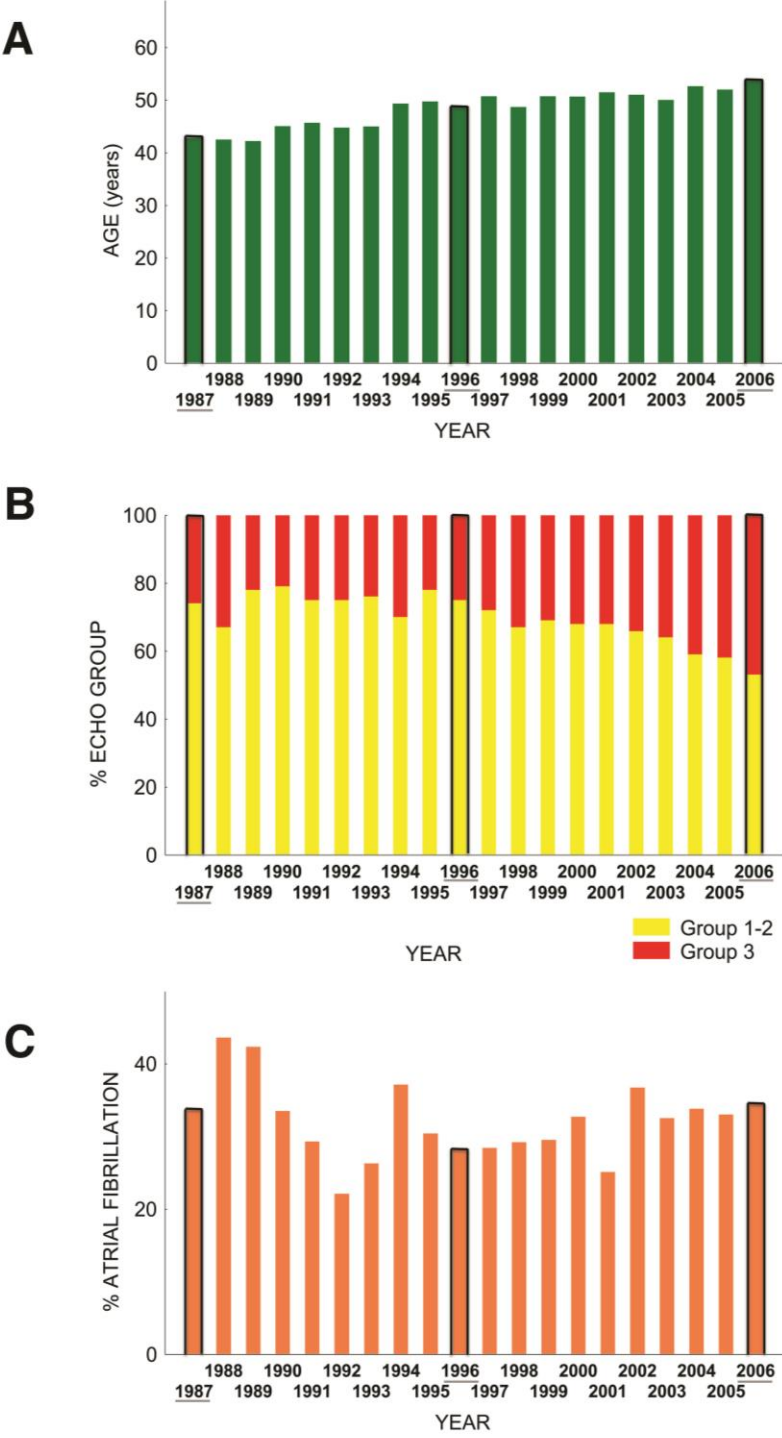 A
AGE (years)
60
50
40
30
20
10
0
1988 1990 1992 1994 1996 1998 2000 2002 2004 2006
1987 1989 1991 1993 1995 1997 1999 2001 2003 2005
YEAR
B
% ECHO GROUP
100
80
60
40
20
0
1988 1990 1992 1994 1996 1998 2000 2002 2004 2006
1987 1989 1991 1993 1995 1997 1999 2001 2003 2005
Group 1-2
YEAR
Group 3
C
% ATRIAL FIBRILLATION
40
20
0
1988 1990 1992 1994 1996 1998 2000 2002 2004 2006
1987 1989 1991 1993 1995 1997 1999 2001 2003 2005
YEAR